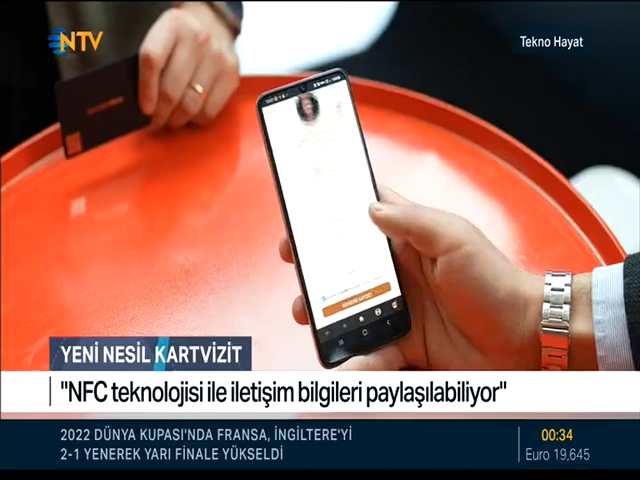 NTV
Tekno Hayat
YENİ NESİL KARTVİZİT
"NFC teknolojisi ile iletişim bilgileri paylaşılabiliyor"
2022 DÜNYA KUPASI'NDA FRANSA, İNGİLTERE'Yİ
2-1 YENEREK YARI FİNALE YÜKSELDİ
00:34
Euro 19,645